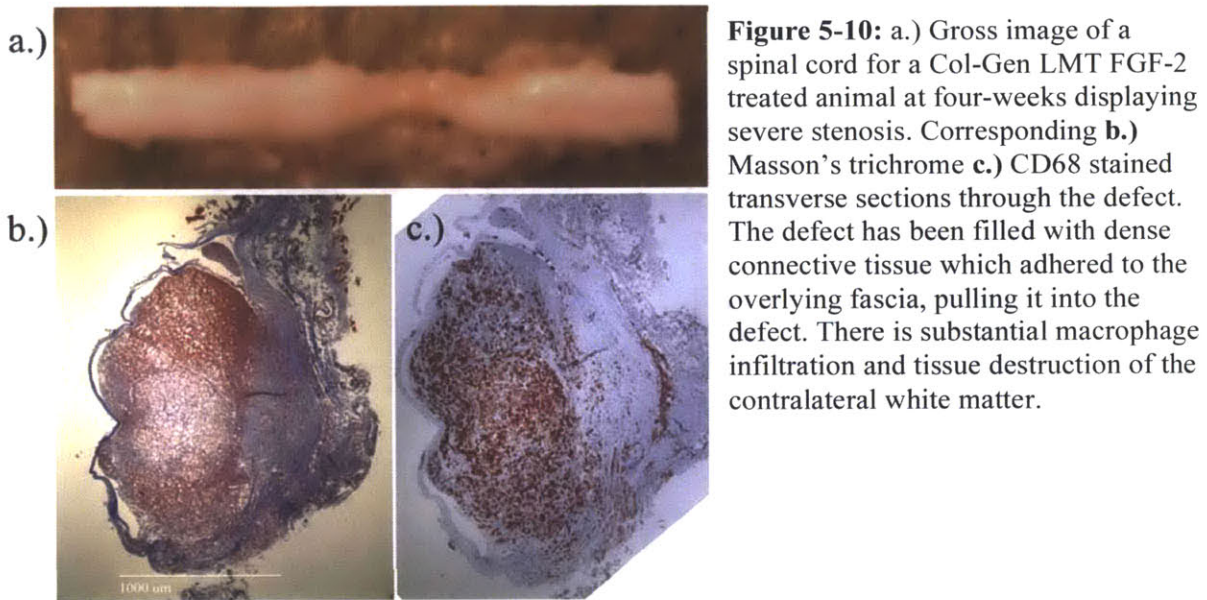 a.)
b.)
c.)
1000 um
Figure 5-10: a.) Gross image of a
spinal cord for a Col-Gen LMT FGF-2
treated animal at four-weeks displaying
severe stenosis. Corresponding b.)
Masson's trichrome c.) CD68 stained
transverse sections through the defect.
The defect has been filled with dense
connective tissue which adhered to the
overlying fascia, pulling it into the
defect. There is substantial macrophage
infiltration and tissue destruction of the
contralateral white matter.